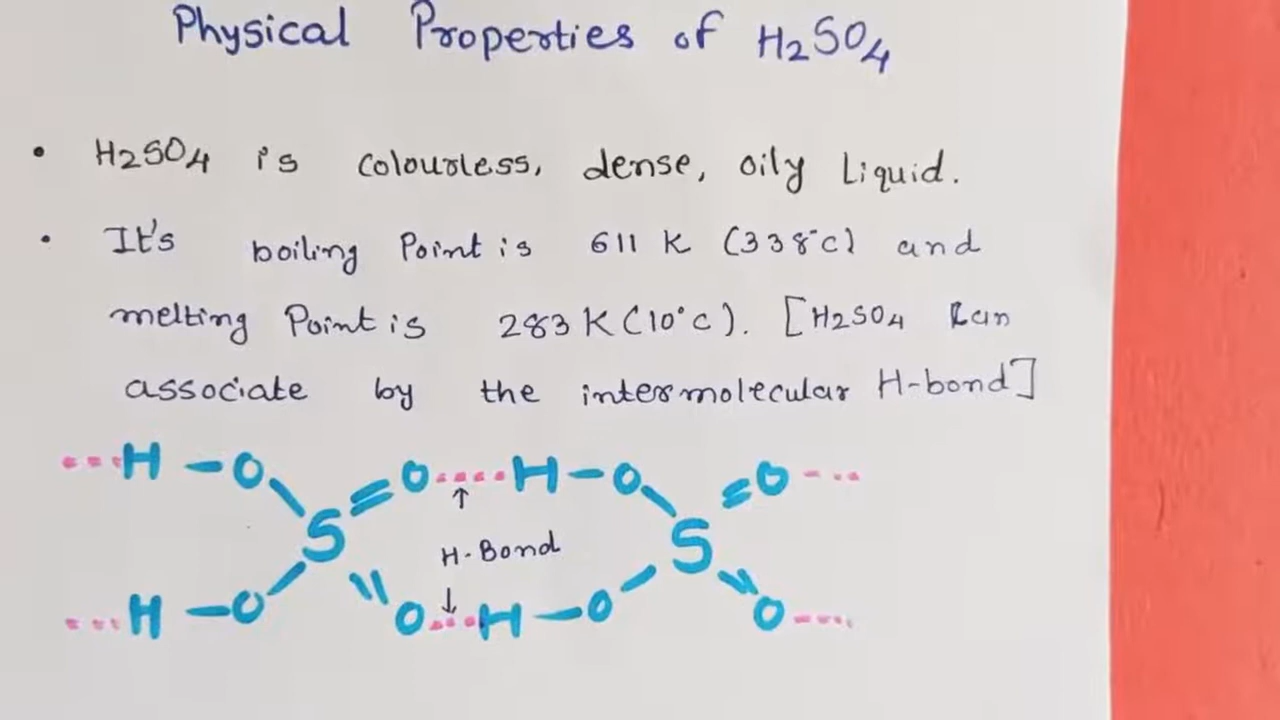 Physical Properties of H2SO4
• H2SO4 is colourless, dense, oily Liquid.
• It's boiling Point is 611 K (338°C) and
melting Point is 283 K (10°C). [H2SO4 Can
associate by the intermolecular H-bond]
H-O O H-O O
S S
H-Bond
H-O O H-O O